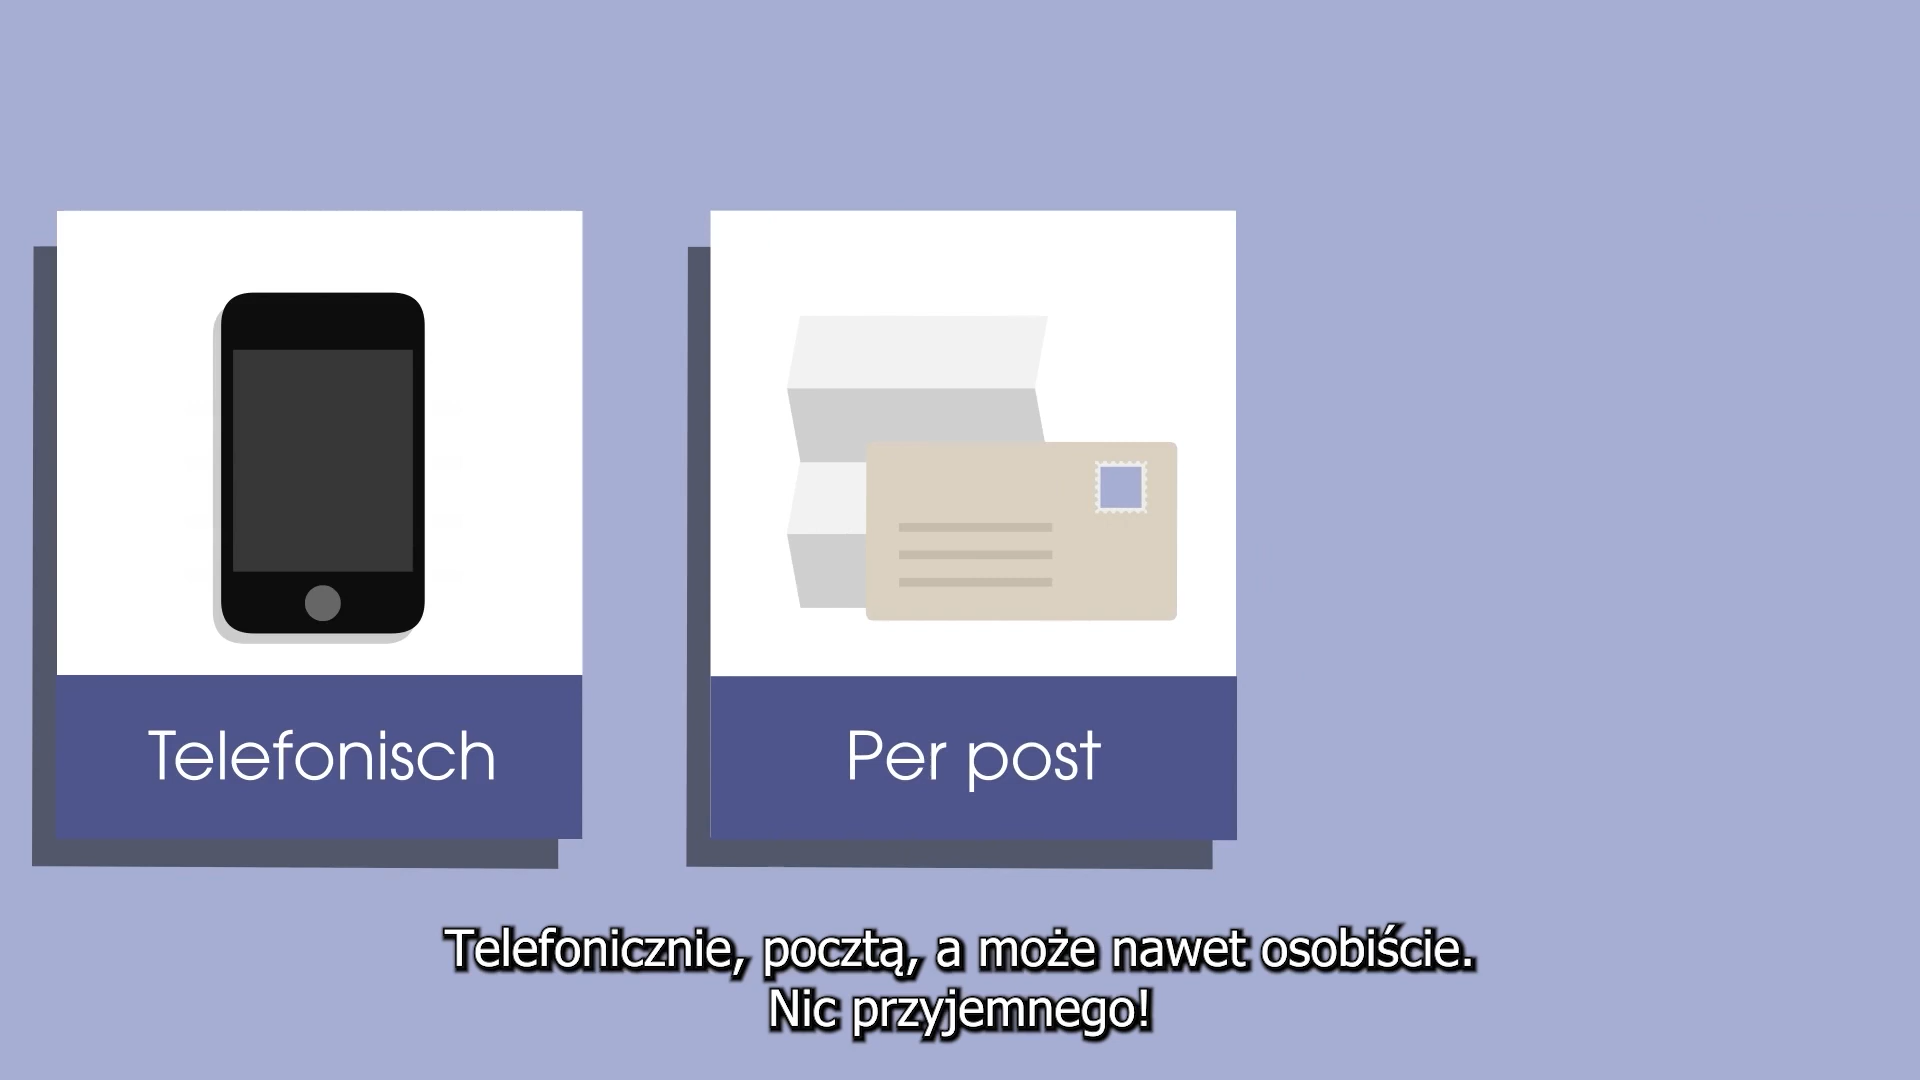 Telefonisch
Per post
Telefonicznie, pocztą, a może nawet osobiście.
Nic przyjemnego!